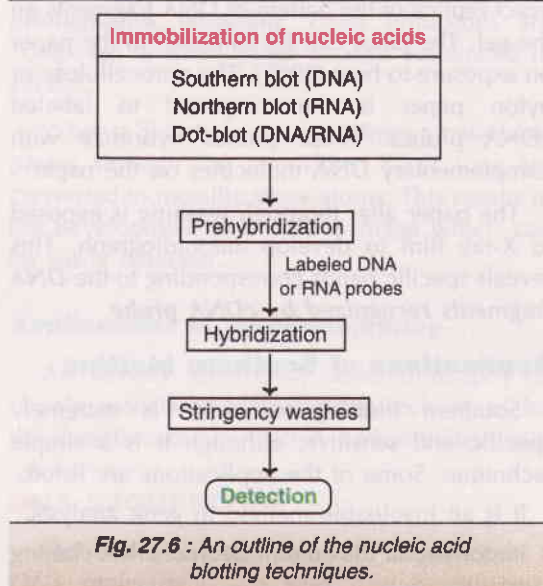 Immobilization of nucleic acids
Southern blot (DNA)
Northern blot (RNA)
Dot-blot (DNA/RNA)
Prehybridization
Labeled DNA
or RNA probes
Hybridization
Stringency washes
Detection
Fig. 27.6 : An outline of the nucleic acid
blotting techniques.